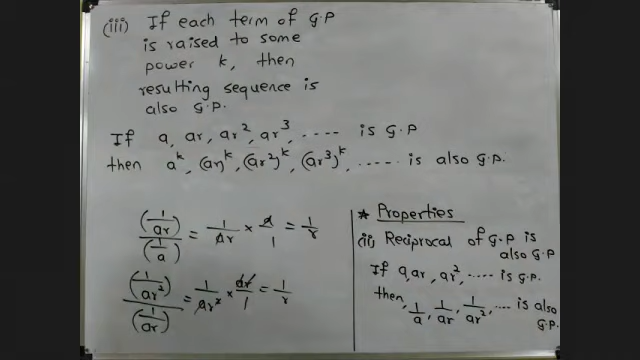 (iii) If each term of G.P
is raised to some
power k, then
resulting sequence is
also G.P.
If a, ar, ar², ar³, ..... is G.P
then a^k, (ar)^k, (ar²)^k, (ar³)^k, ..... is also G.P.
(1/ar)/(1/a) = 1/ar × a/1 = 1/r
(1/ar²)/(1/ar) = 1/ar² × ar/1 = 1/r
* Properties
(ii) Reciprocal of G.P is
also G.P
If a, ar, ar², ..... is G.P.
then, 1/a, 1/ar, 1/ar², .... is also
G.P.